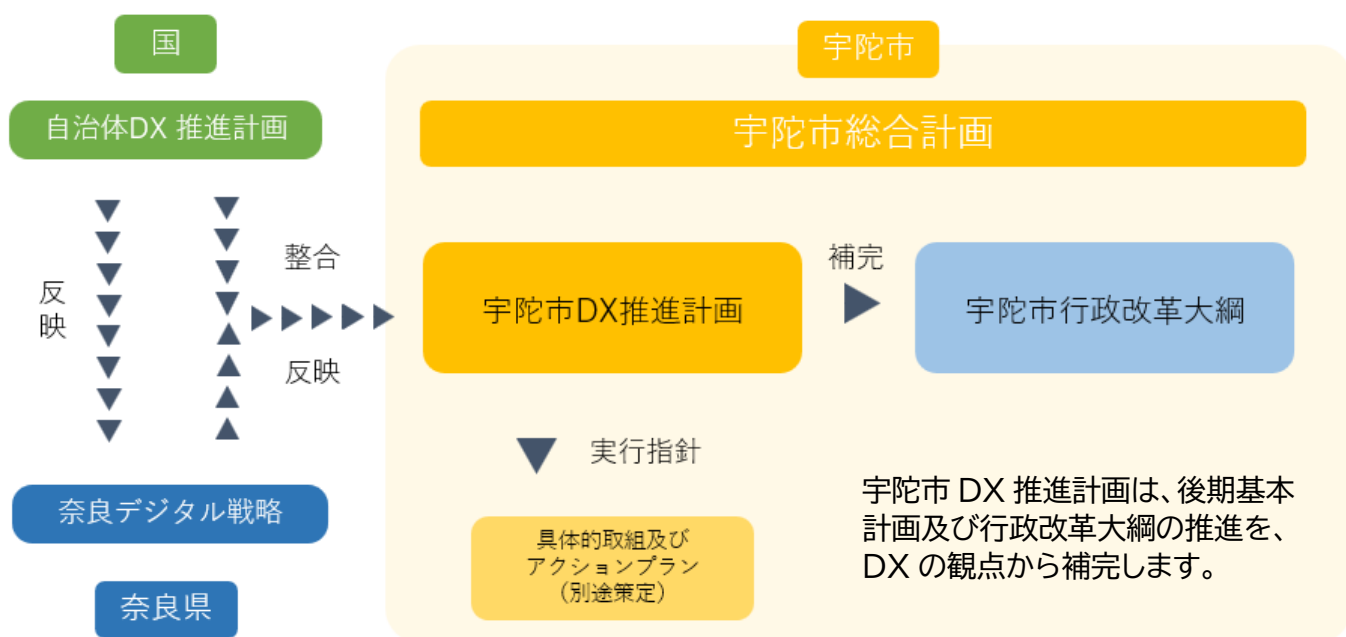 国
自治体DX 推進計画
反
映
整合
反映
奈良デジタル戦略
奈良県
宇陀市
宇陀市総合計画
宇陀市DX推進計画
補完
宇陀市行政改革大綱
実行指針
具体的取組及び
アクションプラン
（別途策定）
宇陀市 DX 推進計画は、後期基本
計画及び行政改革大綱の推進を、
DX の観点から補完します。